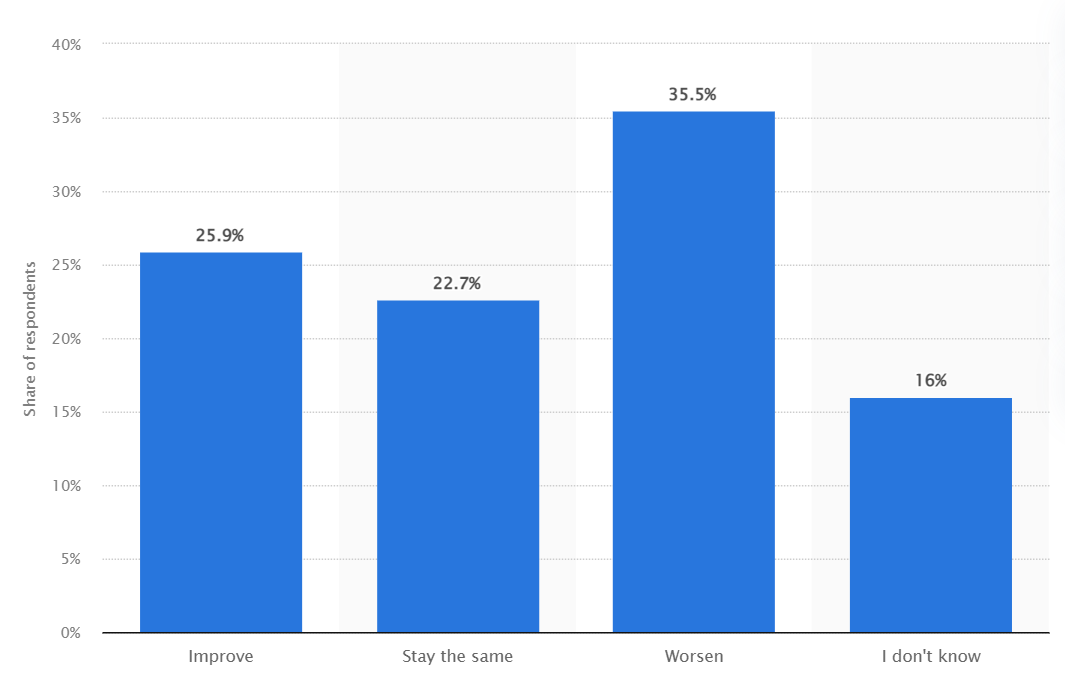 40%
35%
30%
25%
20%
15%
10%
5%
0%
Share of respondents
25.9%
22.7%
35.5%
16%
Improve
Stay the same
Worsen
I don't know